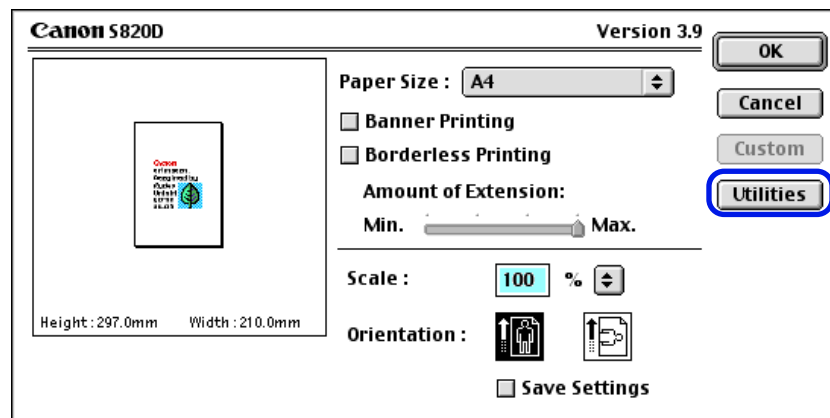 Canon S820D Version 3.9
OK
Paper Size : A4
Cancel
Banner Printing
Custom
Borderless Printing
Utilities
Amount of Extension:
Min. Max.
Scale : 100 %
Height : 297.0mm Width : 210.0mm
Orientation :
Save Settings